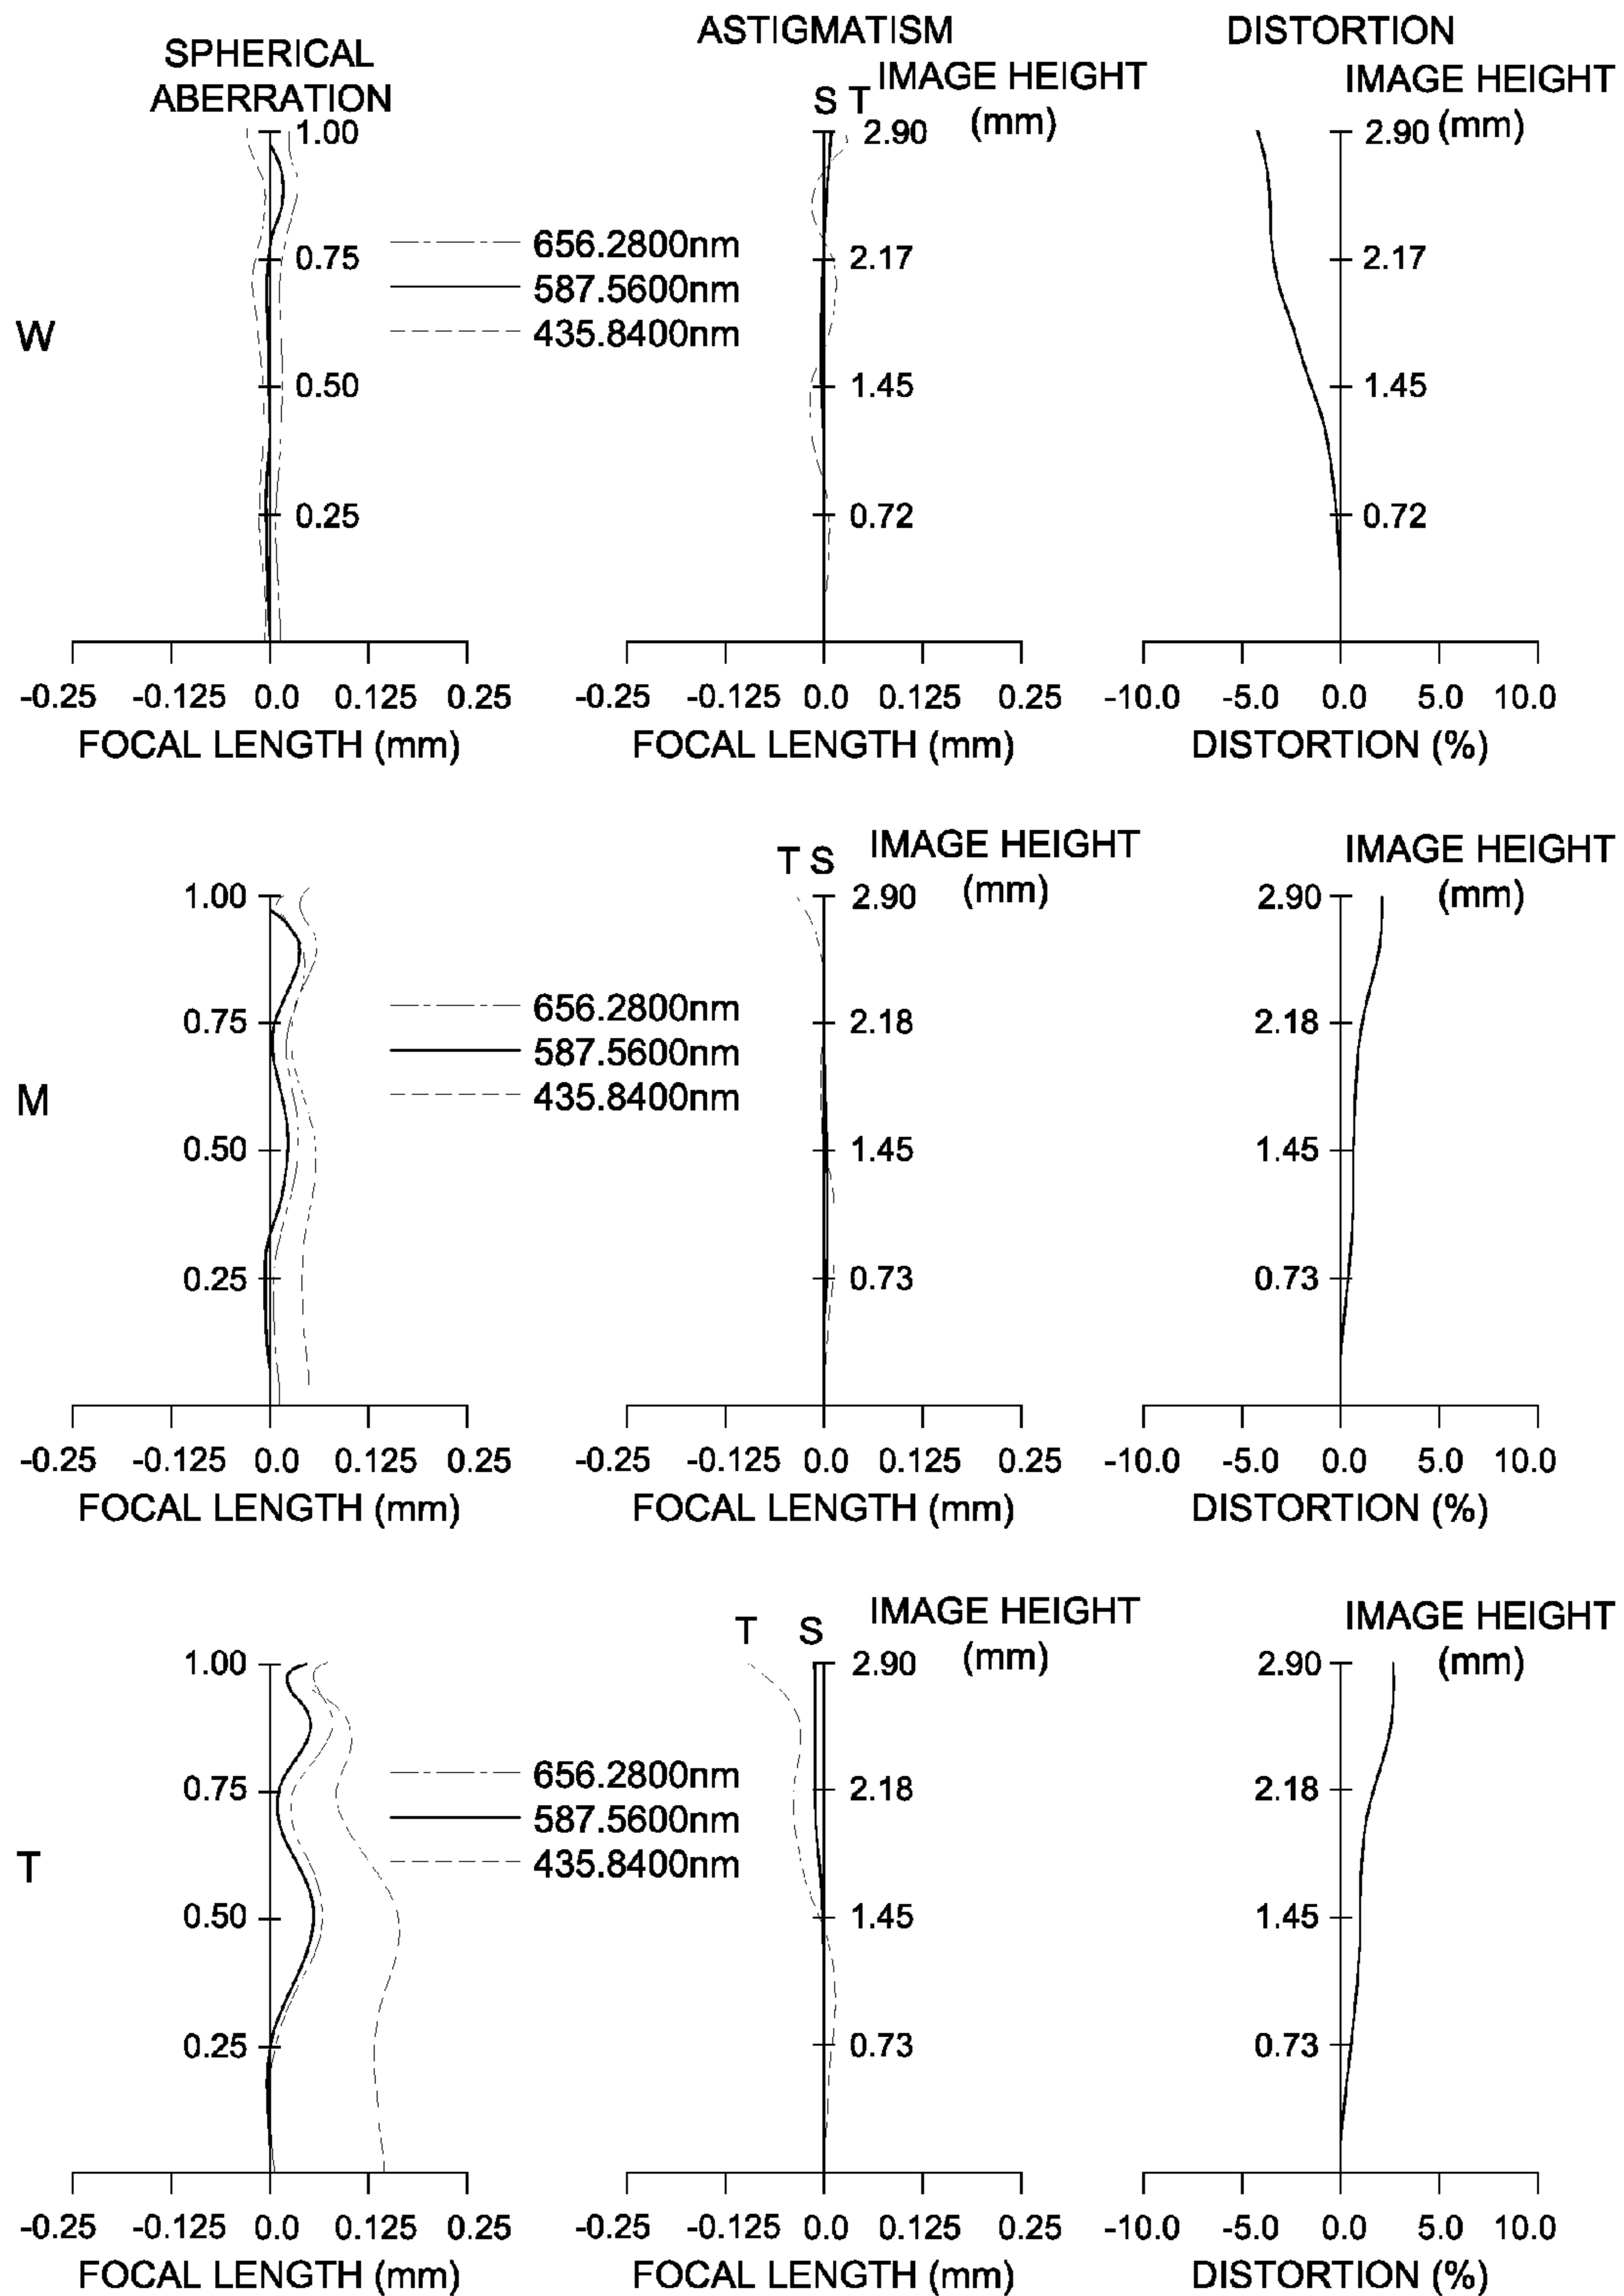 SPHERICAL
ABERRATION
1.00
0.75
0.50
0.25
W
656.2800nm
587.5600nm
435.8400nm
-0.25 -0.125 0.0 0.125 0.25
FOCAL LENGTH (mm)
ASTIGMATISM
IMAGE HEIGHT
(mm)
S T
2.90
2.17
1.45
0.72
-0.25 -0.125 0.0 0.125 0.25
FOCAL LENGTH (mm)
DISTORTION
IMAGE HEIGHT
2.90 (mm)
2.17
1.45
0.72
-10.0 -5.0 0.0 5.0 10.0
DISTORTION (%)
M
1.00
0.75
0.50
0.25
656.2800nm
587.5600nm
435.8400nm
-0.25 -0.125 0.0 0.125 0.25
FOCAL LENGTH (mm)
T S
IMAGE HEIGHT
(mm)
2.90
2.18
1.45
0.73
-0.25 -0.125 0.0 0.125 0.25
FOCAL LENGTH (mm)
IMAGE HEIGHT
(mm)
2.90
2.18
1.45
0.73
-10.0 -5.0 0.0 5.0 10.0
DISTORTION (%)
T
1.00
0.75
0.50
0.25
656.2800nm
587.5600nm
435.8400nm
-0.25 -0.125 0.0 0.125 0.25
FOCAL LENGTH (mm)
T S
IMAGE HEIGHT
(mm)
2.90
2.18
1.45
0.73
-0.25 -0.125 0.0 0.125 0.25
FOCAL LENGTH (mm)
IMAGE HEIGHT
(mm)
2.90
2.18
1.45
0.73
-10.0 -5.0 0.0 5.0 10.0
DISTORTION (%)